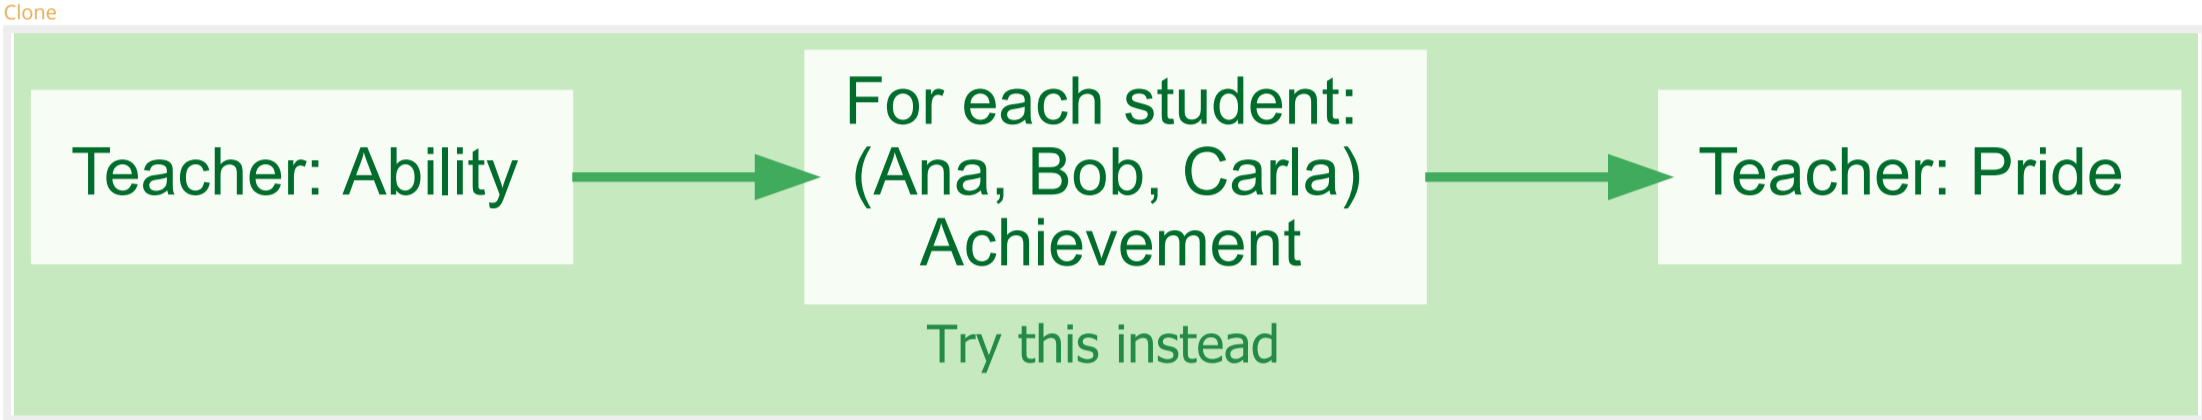 Clone
Teacher: Ability
For each student:
(Ana, Bob, Carla)
Achievement
Teacher: Pride
Try this instead